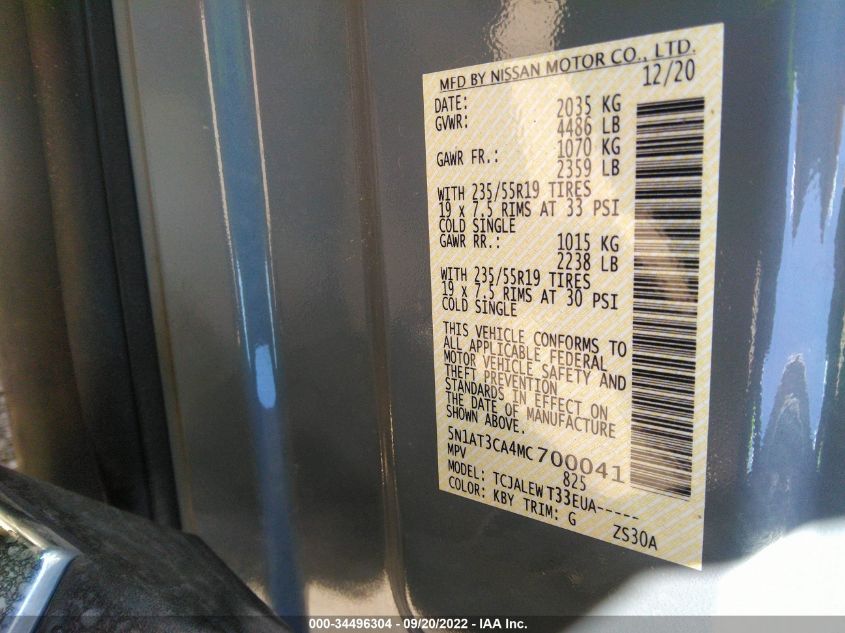 MFD BY NISSAN MOTOR CO., LTD.
DATE: 12/20
GVWR: 2035 KG
4486 LB
GAWR FR.: 1070 KG
2359 LB
WITH 235/55R19 TIRES
19 x 7.5 RIMS AT 33 PSI
COLD SINGLE
GAWR RR.: 1015 KG
2238 LB
WITH 235/55R19 TIRES
19 x 7.5 RIMS AT 30 PSI
COLD SINGLE
THIS VEHICLE CONFORMS TO
ALL APPLICABLE FEDERAL
MOTOR VEHICLE SAFETY AND
THEFT PREVENTION
STANDARDS IN EFFECT ON
THE DATE OF MANUFACTURE
SHOWN ABOVE.
5N1AT3CA4MC700041
MPV 825
MODEL: TCJALEW T33EUA-----
COLOR: KBY TRIM: G ZS30A
000-34496304 - 09/20/2022 - IAA Inc.